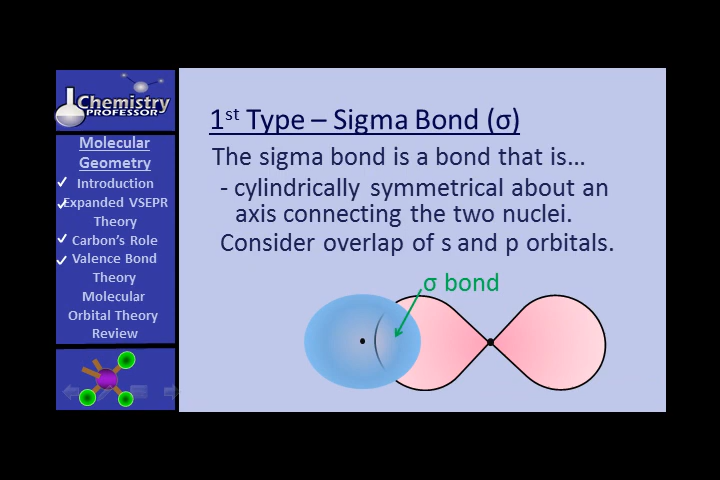 Chemistry
PROFESSOR
Molecular
Geometry
Introduction
Expanded VSEPR
Theory
Carbon's Role
Valence Bond
Theory
Molecular
Orbital Theory
Review
1st Type – Sigma Bond (σ)
The sigma bond is a bond that is...
- cylindrically symmetrical about an
axis connecting the two nuclei.
Consider overlap of s and p orbitals.
σ bond